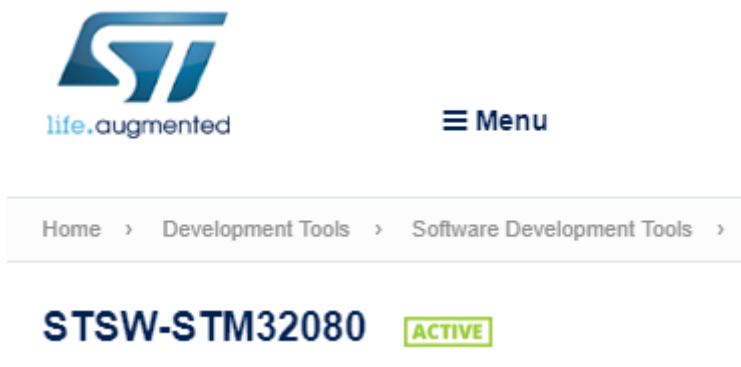 ST
life.augmented
Menu
Home › Development Tools › Software Development Tools ›
STSW-STM32080 ACTIVE